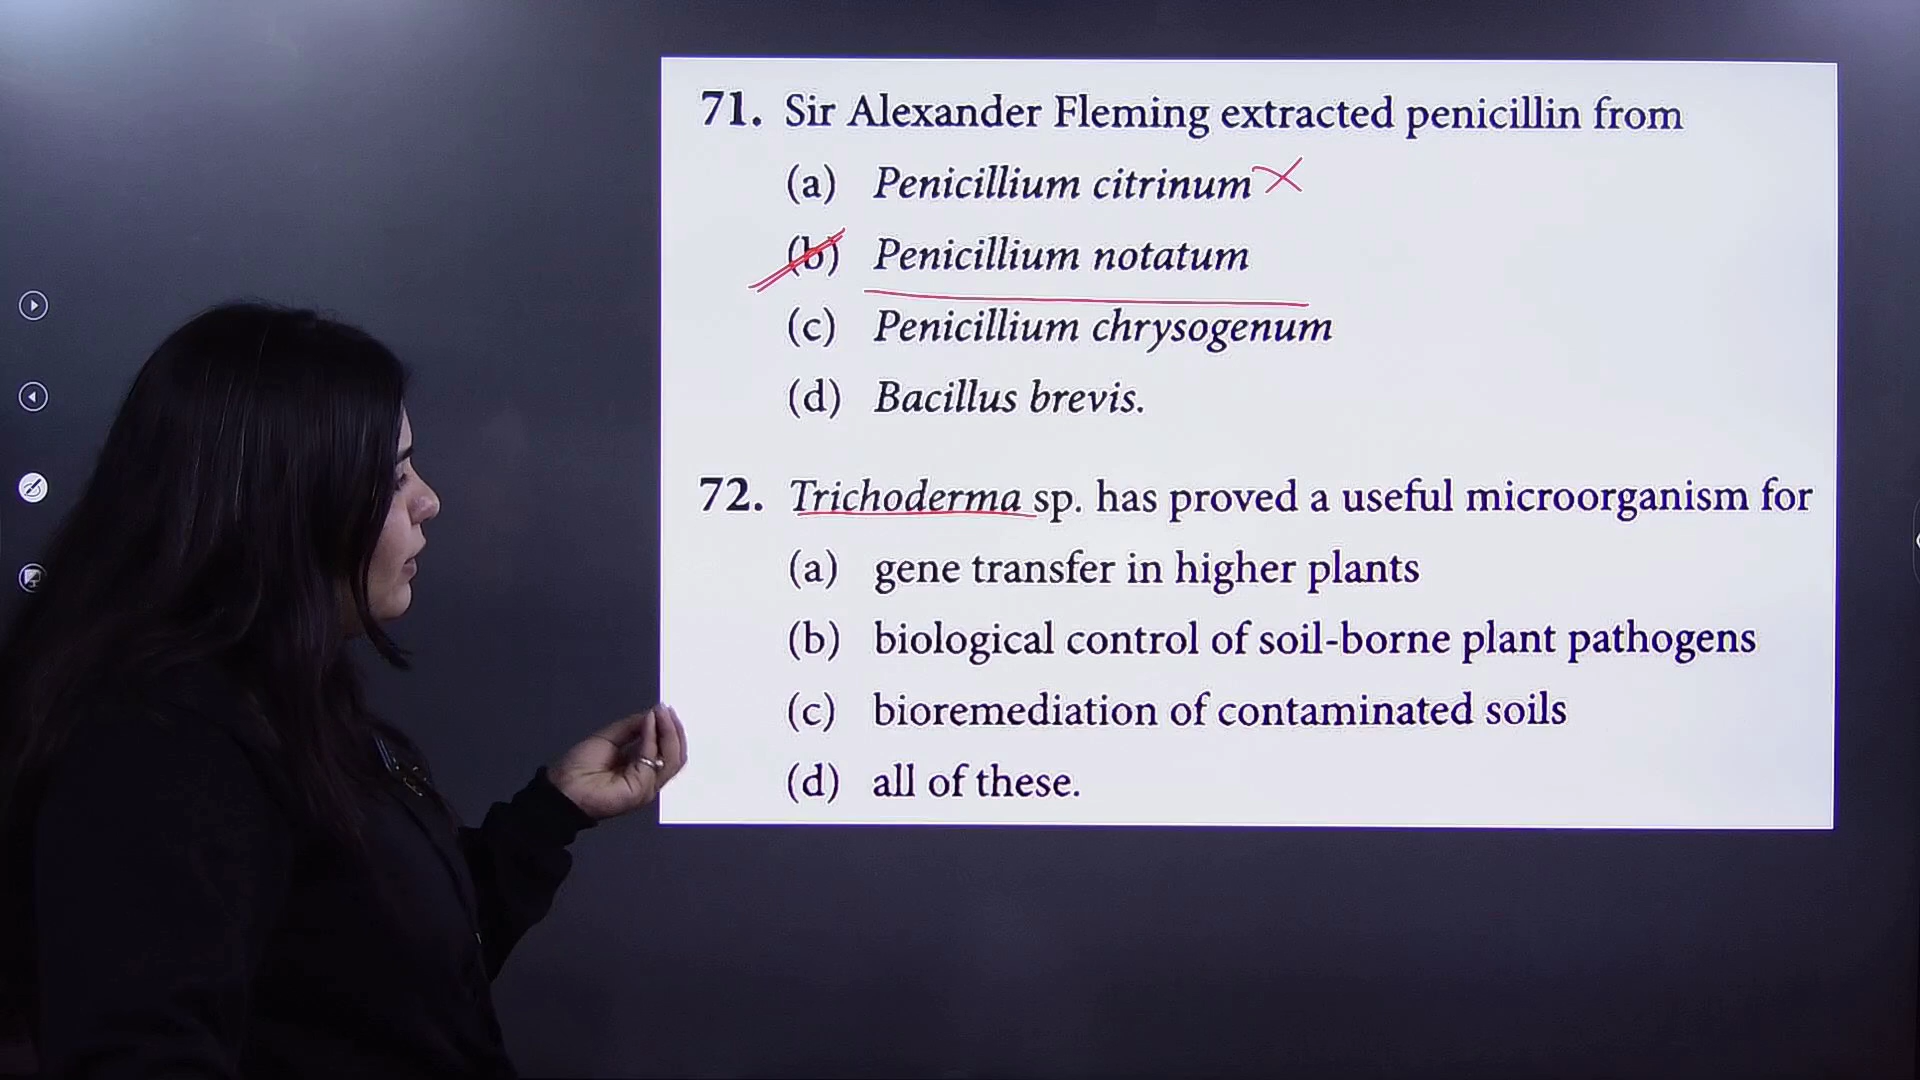 71. Sir Alexander Fleming extracted penicillin from
(a) Penicillium citrinum
(b) Penicillium notatum
(c) Penicillium chrysogenum
(d) Bacillus brevis.
72. Trichoderma sp. has proved a useful microorganism for
(a) gene transfer in higher plants
(b) biological control of soil-borne plant pathogens
(c) bioremediation of contaminated soils
(d) all of these.